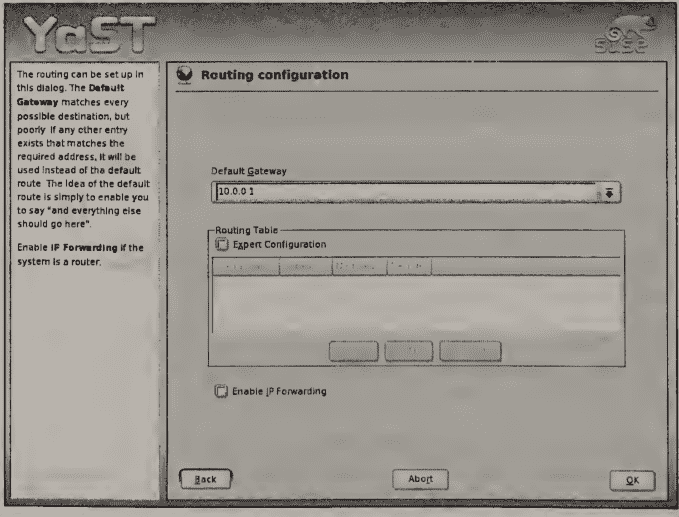 YaST
SUSE
The routing can be set up in
this dialog. The Default
Gateway matches every
possible destination, but
poorly. If any other entry
exists that matches the
required address, it will be
used instead of the default
route. The idea of the default
route is simply to enable you
to say "and everything else
should go here".
Enable IP Forwarding if the
system is a router.
Routing configuration
Default Gateway
10.0.0.1
Routing Table
Expert Configuration
Enable IP Forwarding
Back
Abort
OK